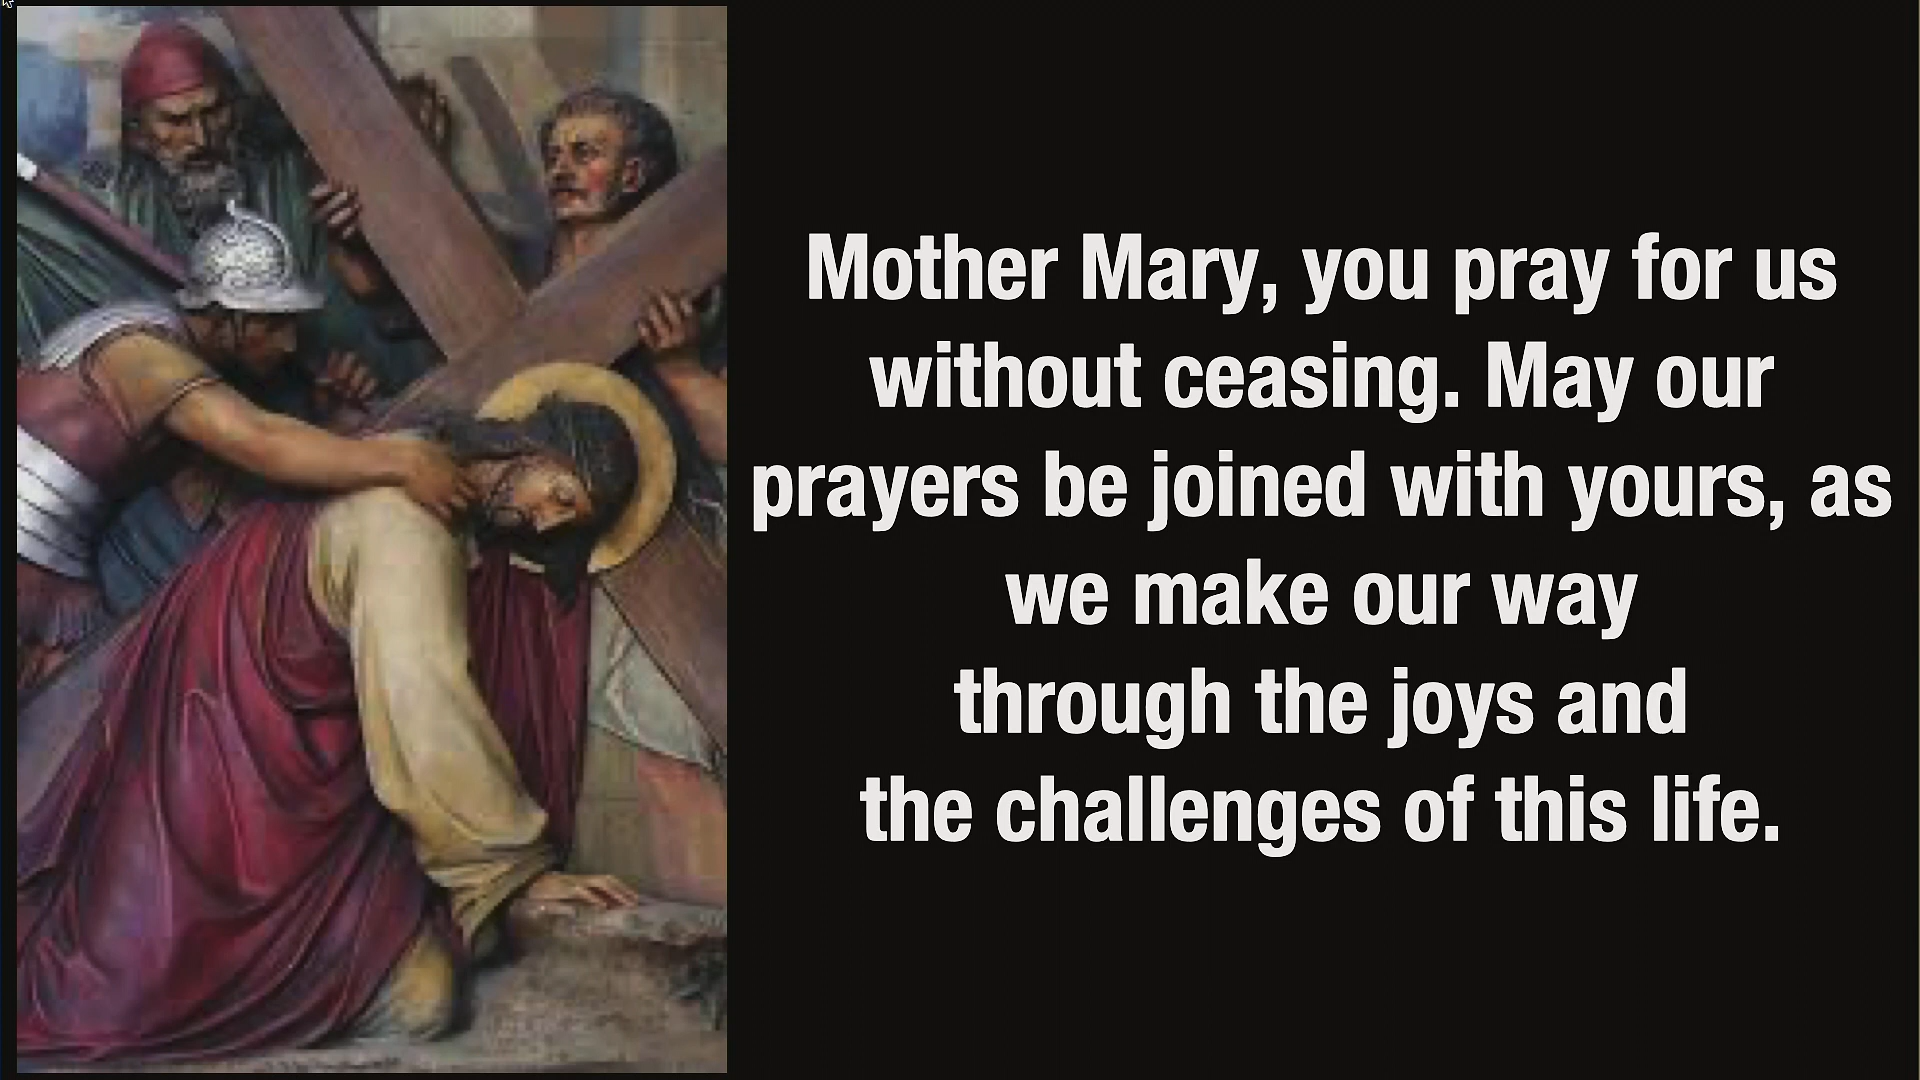 Mother Mary, you pray for us
without ceasing. May our
prayers be joined with yours, as
we make our way
through the joys and
the challenges of this life.